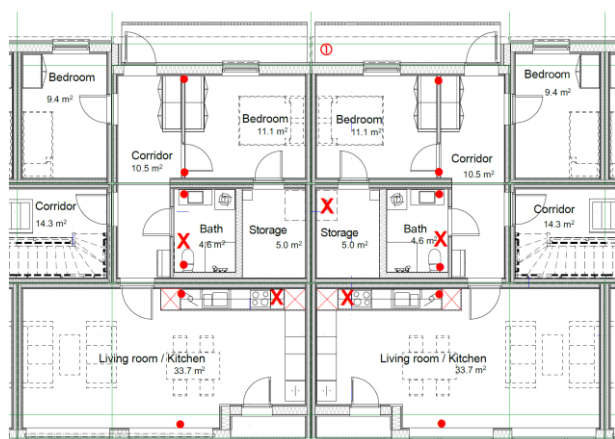 1
Bedroom
9.4 m²
Bedroom
11.1 m²
Bedroom
11.1 m²
Bedroom
9.4 m²
Corridor
10.5 m²
Corridor
10.5 m²
Corridor
14.3 m²
Bath
4.6 m²
Storage
5.0 m²
X
X
Storage
5.0 m²
Bath
4.6 m²
X
Corridor
14.3 m²
X
X
Living room / Kitchen
33.7 m²
Living room / Kitchen
33.7 m²